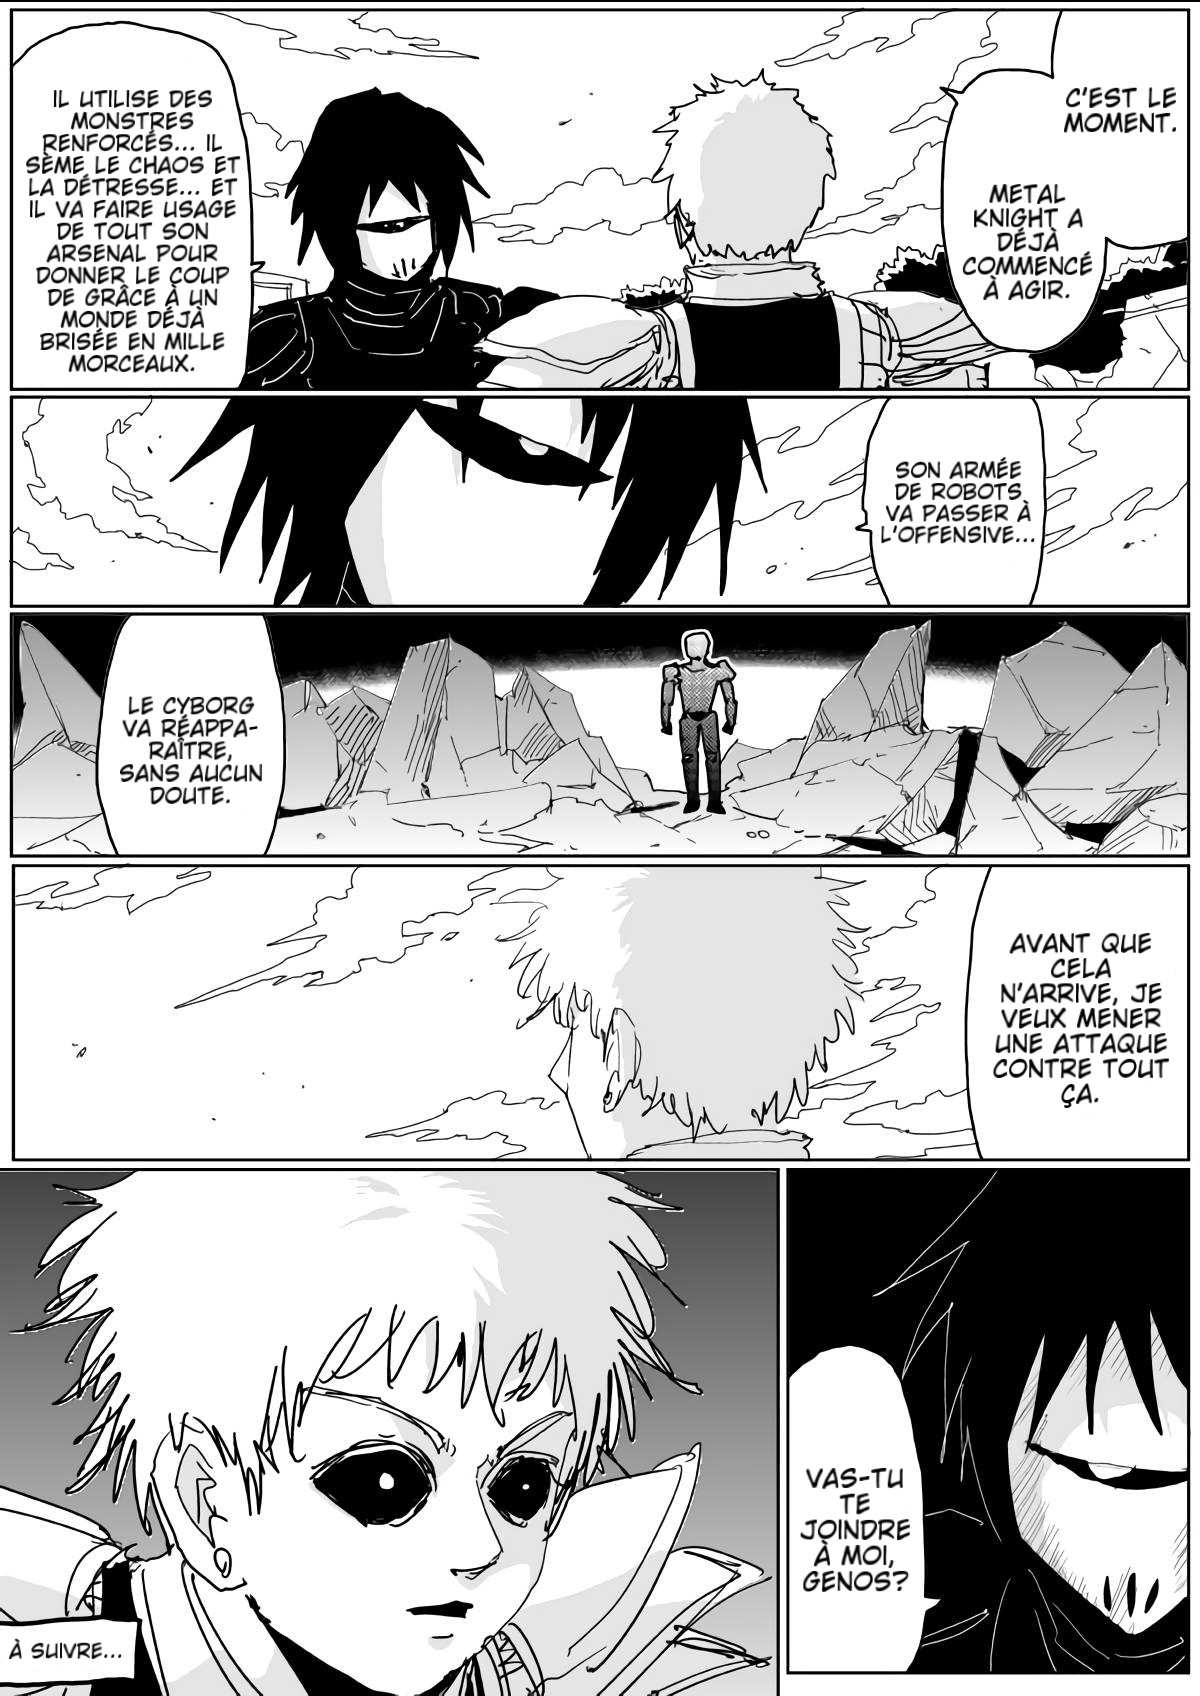 C'EST LE
MOMENT.
METAL
KNIGHT A
DÉJÀ
COMMENCÉ
À AGIR.
IL UTILISE DES
MONSTRES
RENFORCÉS... IL
SÈME LE CHAOS ET
LA DÉTRESSE... ET
IL VA FAIRE USAGE
DE TOUT SON
ARSENAL POUR
DONNER LE COUP
DE GRÂCE À UN
MONDE DÉJÀ
BRISÉE EN MILLE
MORCEAUX.
SON ARMÉE
DE ROBOTS
VA PASSER À
L'OFFENSIVE...
LE CYBORG
VA RÉAPPA-
RAÎTRE,
SANS AUCUN
DOUTE.
AVANT QUE
CELA
N'ARRIVE, JE
VEUX MENER
UNE ATTAQUE
CONTRE TOUT
ÇA.
VAS-TU
TE
JOINDRE
À MOI,
GENOS?
À SUIVRE...